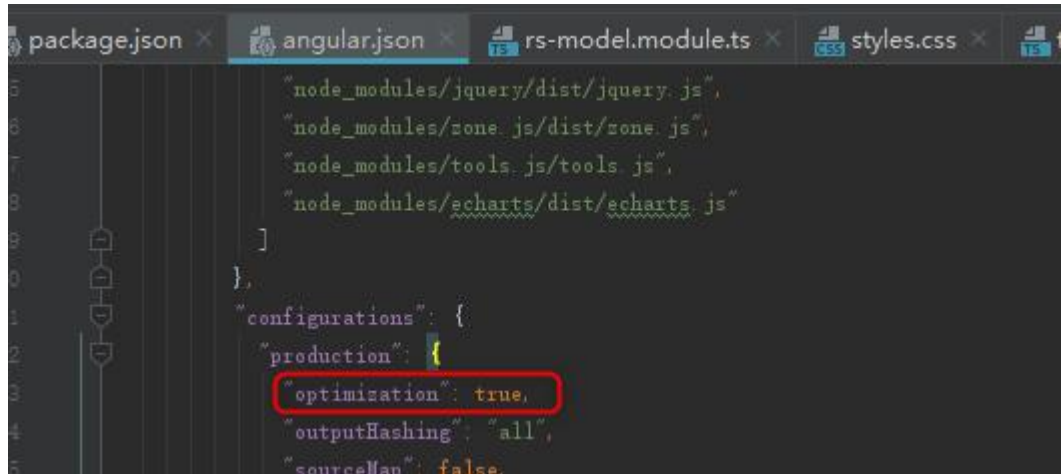 package.json angular.json rs-model.module.ts styles.css
"node_modules/jquery/dist/jquery.js",
"node_modules/zone.js/dist/zone.js",
"node_modules/tools.js/tools.js",
"node_modules/echarts/dist/echarts.js"
]
},
"configurations": {
"production": {
"optimization": true,
"outputHashing": "all",
"sourceMap": false,